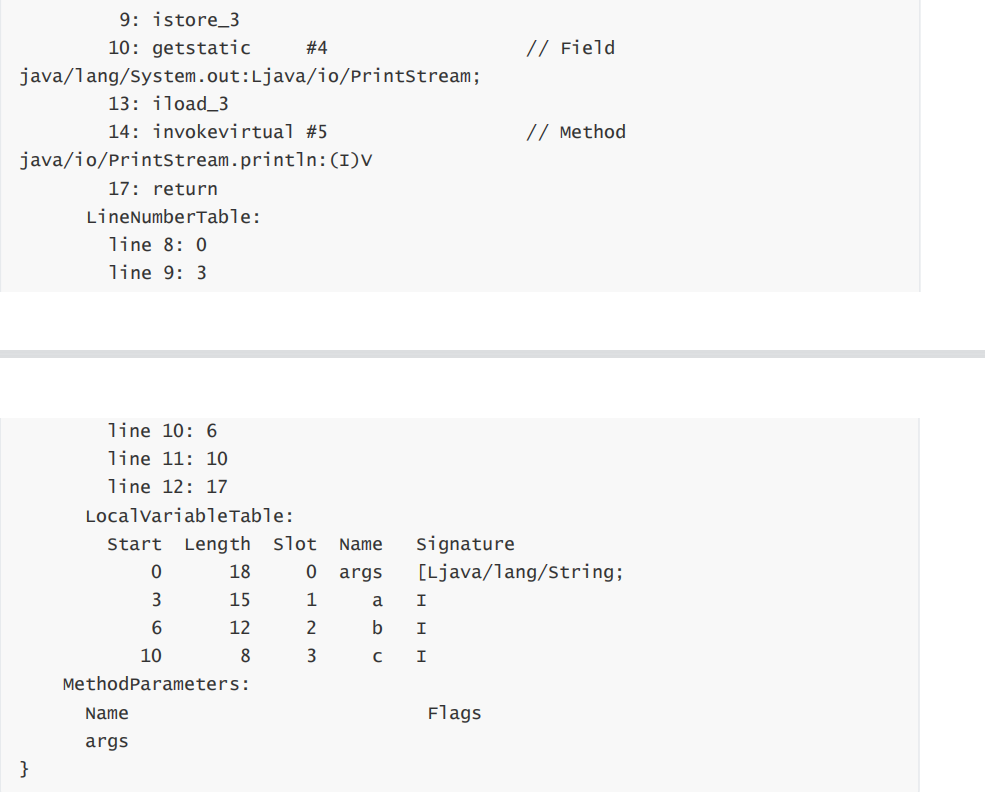 9: istore_3
10: getstatic #4 // Field
java/lang/System.out:Ljava/io/PrintStream;
13: iload_3
14: invokevirtual #5 // Method
java/io/PrintStream.println:(I)V
17: return
LineNumberTable:
line 8: 0
line 9: 3
line 10: 6
line 11: 10
line 12: 17
LocalVariableTable:
Start Length Slot Name Signature
0 18 0 args [Ljava/lang/String;
3 15 1 a I
6 12 2 b I
10 8 3 c I
MethodParameters:
Name Flags
args
}